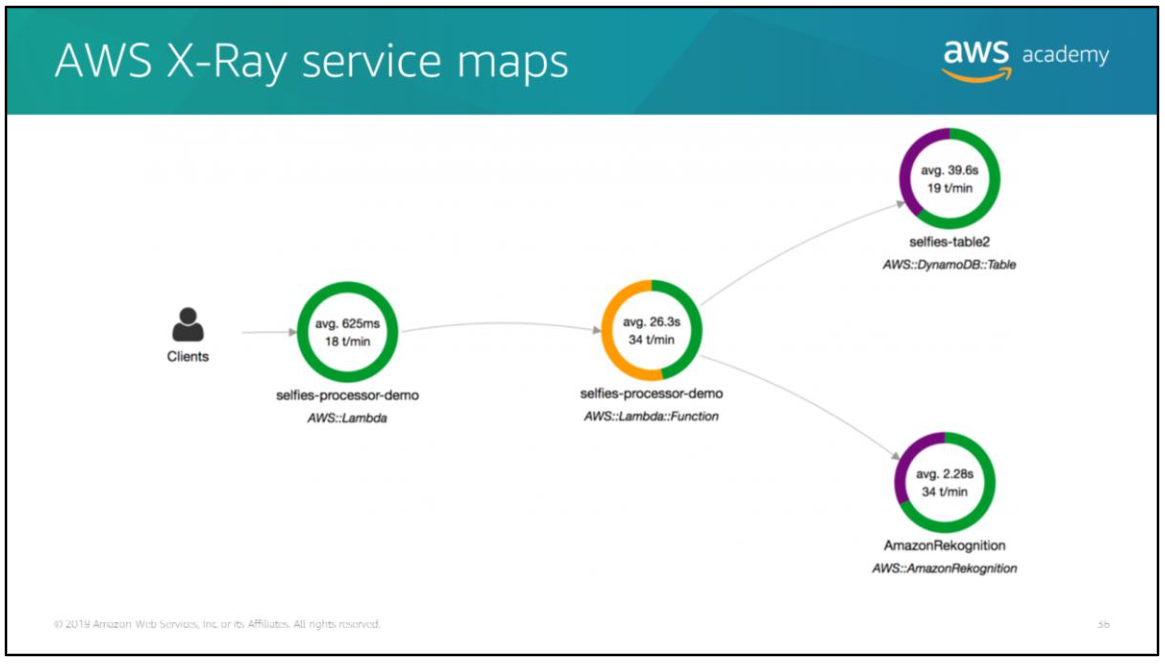 AWS X-Ray service maps
aws academy
avg. 39.6s
19 t/min
selfies-table2
AWS::DynamoDB::Table
Clients
avg. 625ms
18 t/min
selfies-processor-demo
AWS::Lambda
avg. 26.3s
34 t/min
selfies-processor-demo
AWS::Lambda::Function
avg. 2.28s
34 t/min
AmazonRekognition
AWS::AmazonRekognition
© 2019 Amazon Web Services, Inc. or its Affiliates. All rights reserved.
36